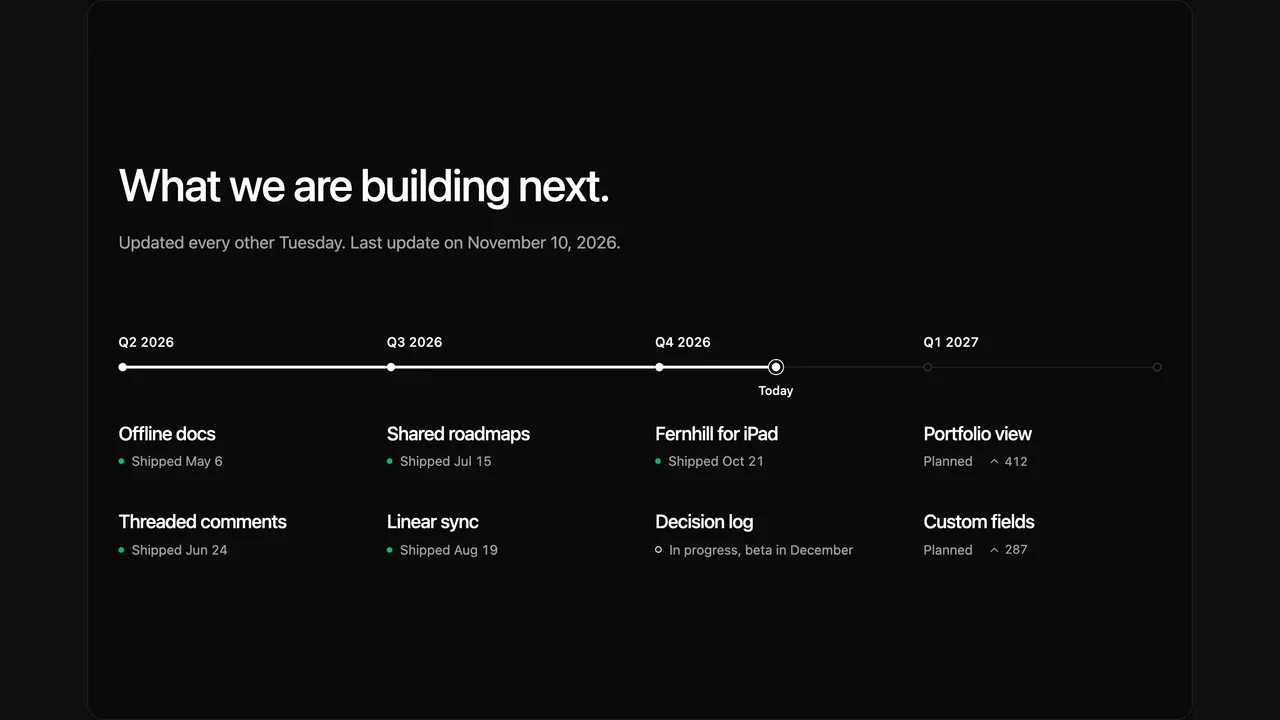 What we are building next.
Updated every other Tuesday. Last update on November 10, 2026.
Q2 2026
Q3 2026
Q4 2026
Q1 2027
Today
Offline docs
Shipped May 6
Shared roadmaps
Shipped Jul 15
Fernhill for iPad
Shipped Oct 21
Portfolio view
Planned 412
Threaded comments
Shipped Jun 24
Linear sync
Shipped Aug 19
Decision log
In progress, beta in December
Custom fields
Planned 287